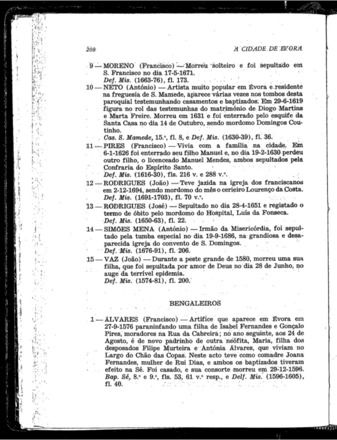 208 A CIDADE DE ÉVORA
9 — MORENO (Francisco) — Morreu solteiro e foi sepultado em
S. Francisco no dia 17-5-1671.
Def. Mis. (1663-76), fl. 173.
10 — NETO (António) — Artista muito popular em Évora e residente
na freguesia de S. Mamede, aparece várias vezes nos tombos desta
paroquial testemunhando casamentos e baptizados. Em 29-6-1619
figura no rol das testemunhas do matrimónio de Diogo Martins
e Marta Freire. Morreu em 1631 e foi enterrado pelo esquife da
Santa Casa no dia 14 de Outubro, sendo mordomo Domingos Cou-
tinho.
Cas. S. Mamede, 15.º, fl. 8, e Def. Mis. (1630-39), fl. 36.
11 — PIRES (Francisco) — Vivia com a família na cidade. Em
6-1-1626 foi enterrado seu filho Manuel e, ao dia 19-2-1630 perdeu
outro filho, o licenceado Manuel Mendes, ambos sepultados pela
Confraria do Espírito Santo.
Def. Mis. (1616-30), fls. 216 v. e 288 v.º.
12 — RODRIGUES (João) — Teve jazida na igreja dos franciscanos
em 2-12-1694, sendo mordomo do mês o cerieiro Lourenço da Costa.
Def. Mis. (1691-1703), fl. 70 v.º.
13 — RODRIGUES (José) — Sepultado no dia 28-4-1651 e registado o
termo de óbito pelo mordomo do Hospital, Luís da Fonseca.
Def. Mis. (1650-63), fl. 22.
14 — SIMÕES MENA (António) — Irmão da Misericórdia, foi sepul-
tado pela tumba especial no dia 19-9-1686, na grandiosa e desa-
parecida igreja do convento de S. Domingos.
Def. Mis. (1676-91), fl. 206.
15 — VAZ (João) — Durante a peste grande de 1580, morreu uma sua
filha, que foi sepultada por amor de Deus no dia 28 de Junho, no
auge da terrível epidemia.
Def. Mis. (1574-81), fl. 200.
BENGALEIROS
1 — ALVARES (Francisco) — Artífice que aparece em Évora em
27-9-1576 paraninfando uma filha de Isabel Fernandes e Gonçalo
Pires, moradores na Rua da Cabreira; no ano seguinte, aos 24 de
Agosto, é de novo padrinho de outra neófita, Maria, filha dos
desposados Filipe Murteira e Antónia Alvares, que viviam no
Largo do Chão das Copas. Neste acto teve como comadre Joana
Fernandes, mulher de Rui Dias, e ambos os baptizados tiveram
efeito na Sé. Foi casado, e sua consorte morreu em 29-12-1596.
Bap. Sé, 8.º e 9.º, fls. 53, 61 v.º resp., e Delf. Mis. (1596-1605),
fl. 40.